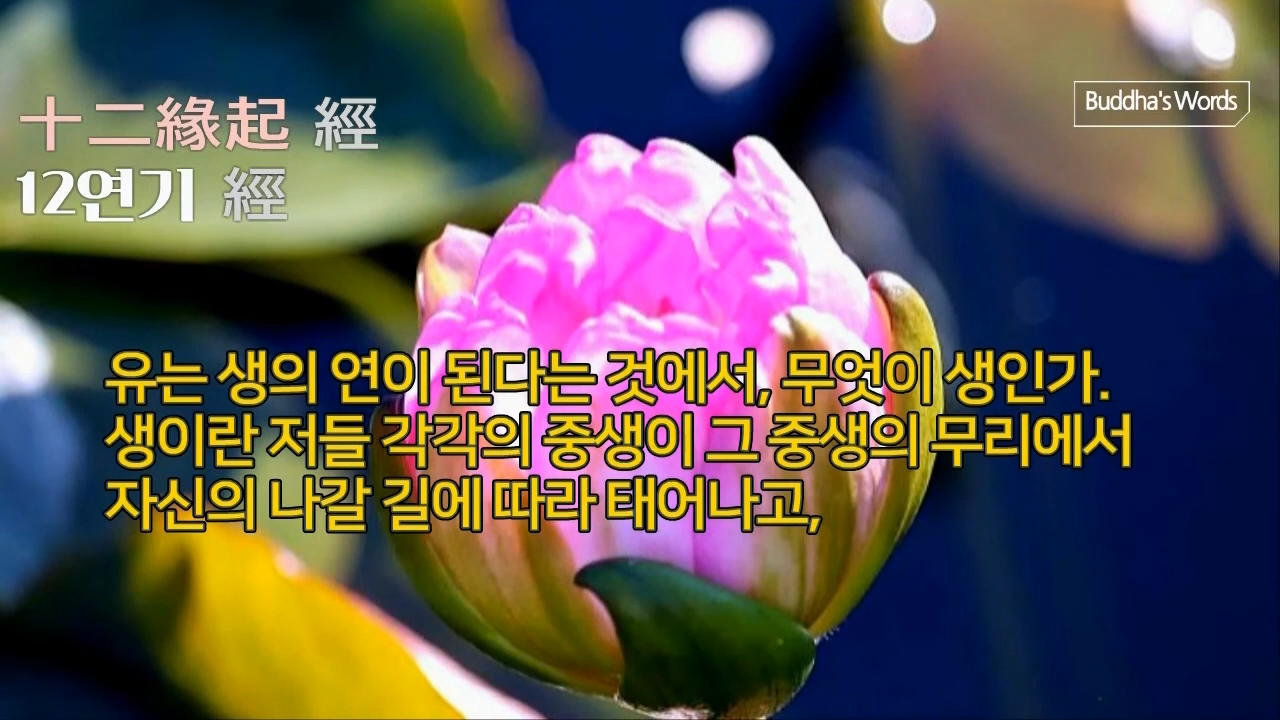 十二緣起 經
12연기 經
Buddha's Words
유는 생의 연이 된다는 것에서, 무엇이 생인가.
생이란 저들 각각의 중생이 그 중생의 무리에서
자신의 나갈 길에 따라 태어나고,